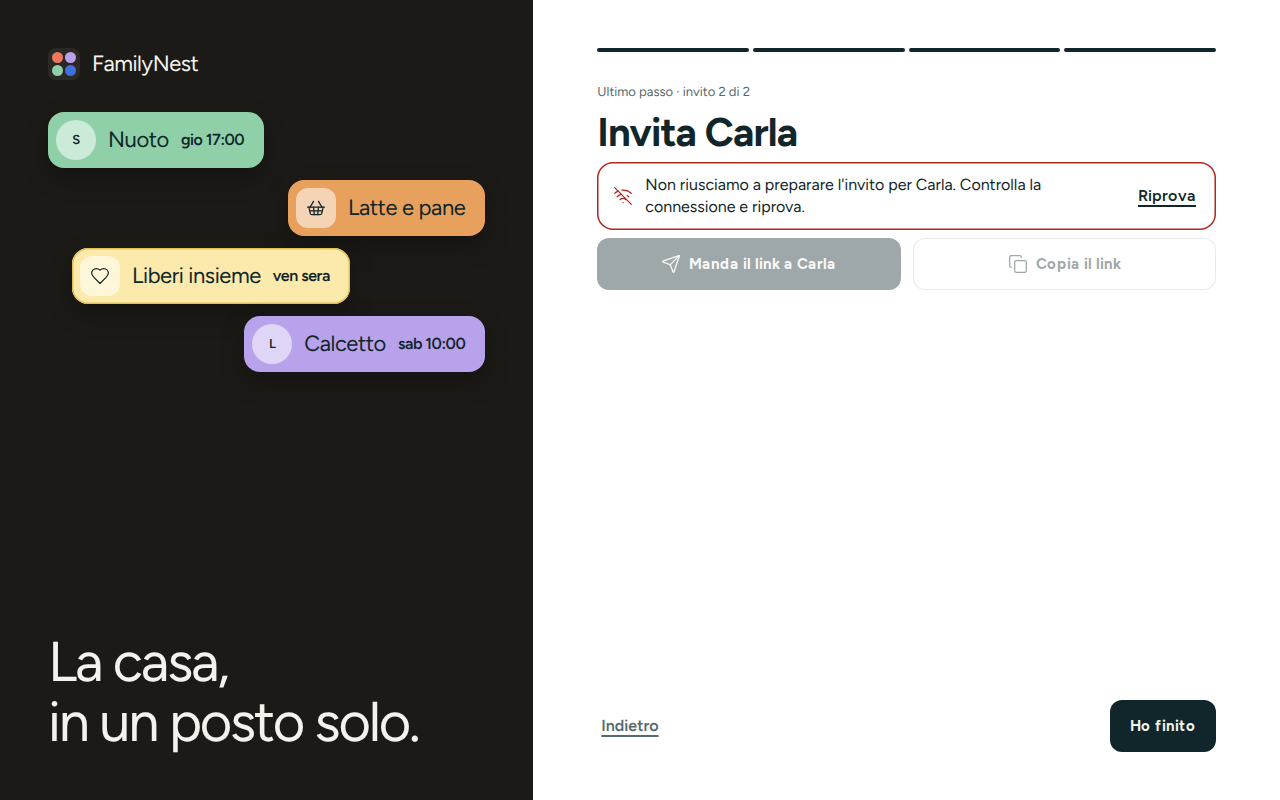 FamilyNest
S
Nuoto gio 17:00
Latte e pane
Liberi insieme ven sera
L
Calcetto sab 10:00
La casa,
in un posto solo.
Ultimo passo · invito 2 di 2
Invita Carla
Non riusciamo a preparare l'invito per Carla. Controlla la
connessione e riprova.
Riprova
Manda il link a Carla
Copia il link
Indietro
Ho finito